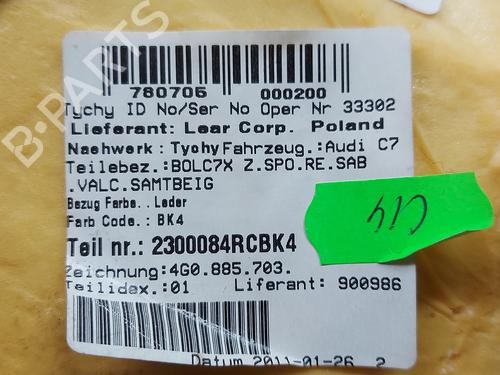 780705 000200
Tychy ID No/Ser No Oper Nr 33302
Lieferant: Lear Corp. Poland
Naehwerk : Tychy Fahrzeug.:Audi C7
Teilebez.:BOLC7X Z.SPO.RE.SAB
.VALC.SAMTBEIG
Bezug Farbe. . Leder
Farb Code.: BK4
Teil nr.: 2300084RCBK4
Zeichnung:4G0.885.703.
Teilidex.:01 Liferant: 900986
Datum 2011-01-26 2
C14
B-PARTS